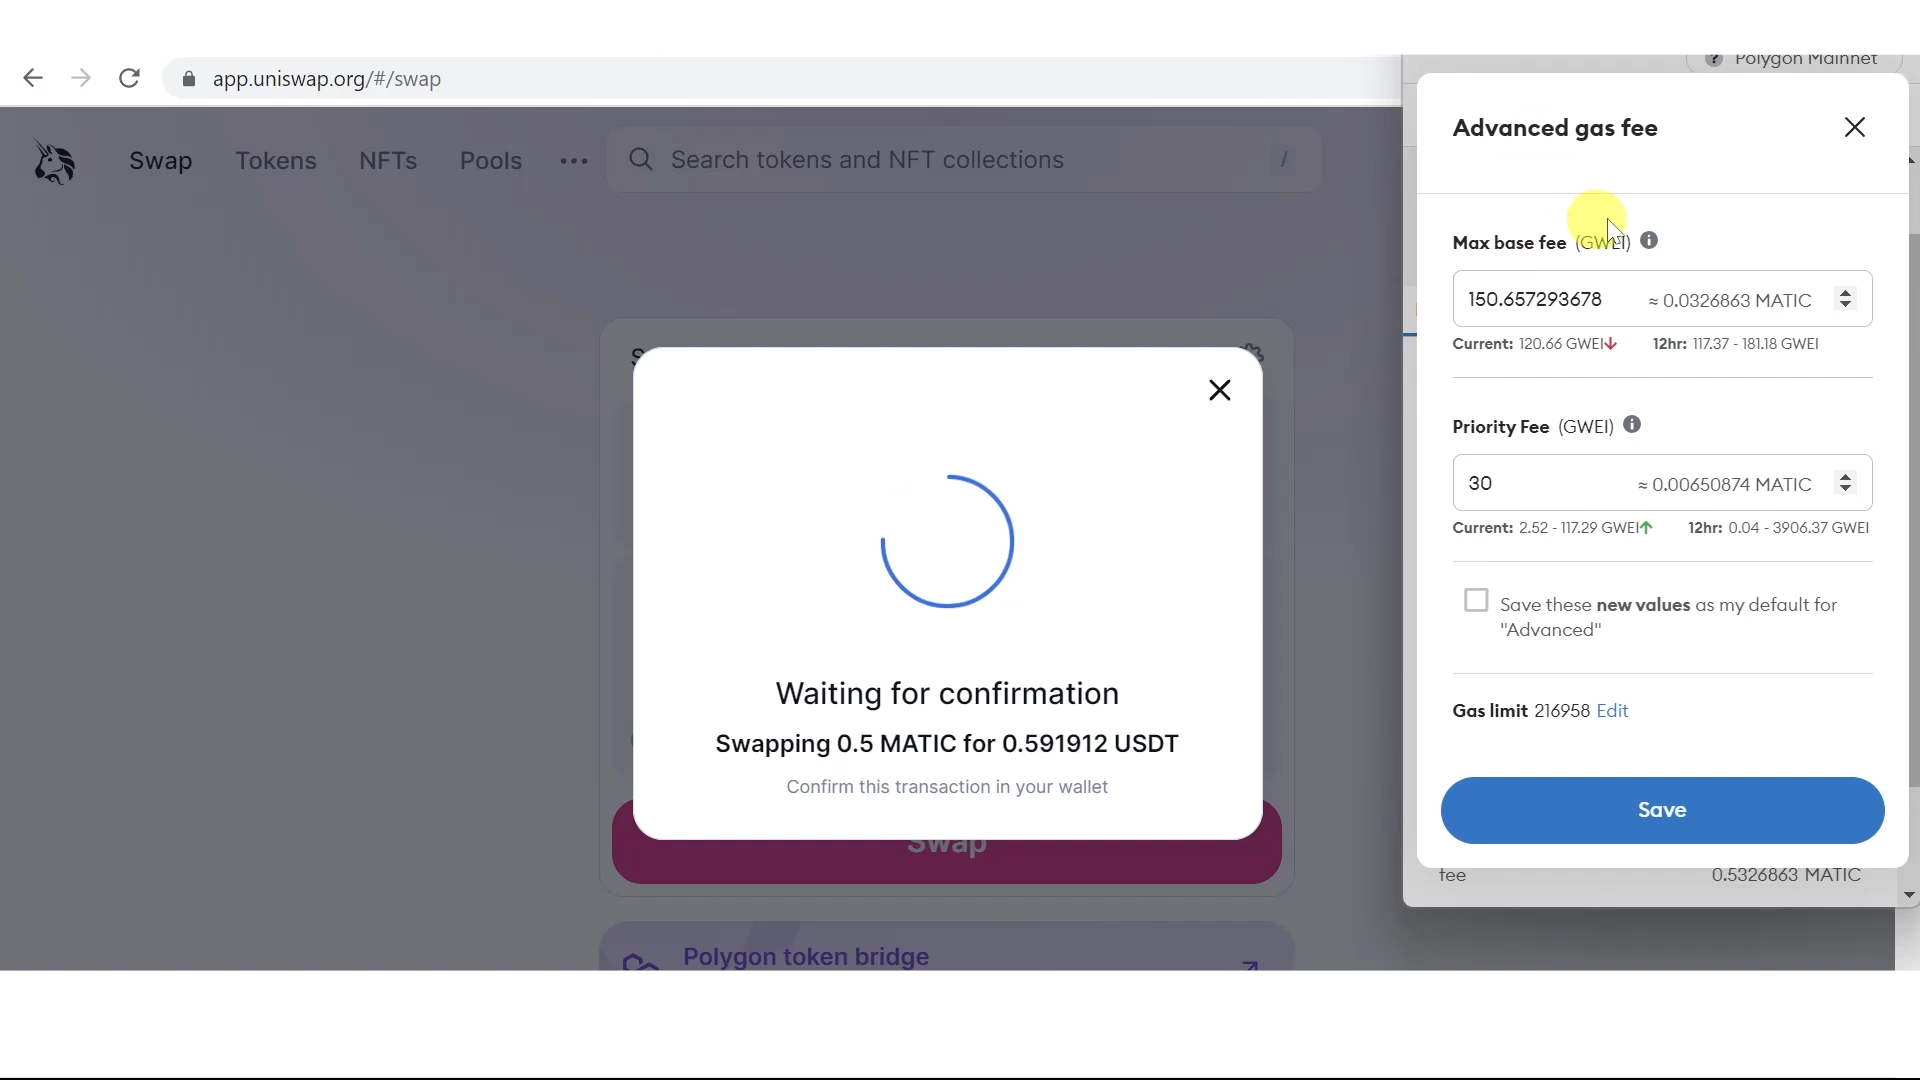 app.uniswap.org/#/swap
Polygon Mainnet
Swap Tokens NFTs Pools
Search tokens and NFT collections /
Waiting for confirmation
Swapping 0.5 MATIC for 0.591912 USDT
Confirm this transaction in your wallet
Swap
Polygon token bridge
Advanced gas fee
Max base fee (GWEI)
150.657293678 ≈ 0.0326863 MATIC
Current: 120.66 GWEI 12hr: 117.37 - 181.18 GWEI
Priority Fee (GWEI)
30 ≈ 0.00650874 MATIC
Current: 2.52 - 117.29 GWEI 12hr: 0.04 - 3906.37 GWEI
Save these new values as my default for
"Advanced"
Gas limit 216958 Edit
Save
fee 0.5326863 MATIC